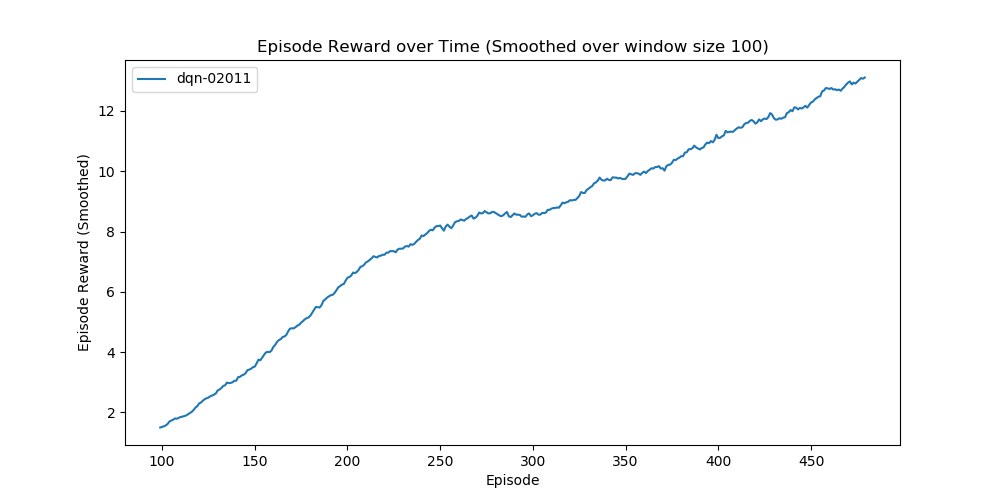 Episode Reward over Time (Smoothed over window size 100)
dqn-02011
Episode Reward (Smoothed)
12
10
8
6
4
2
100 150 200 250 300 350 400 450
Episode